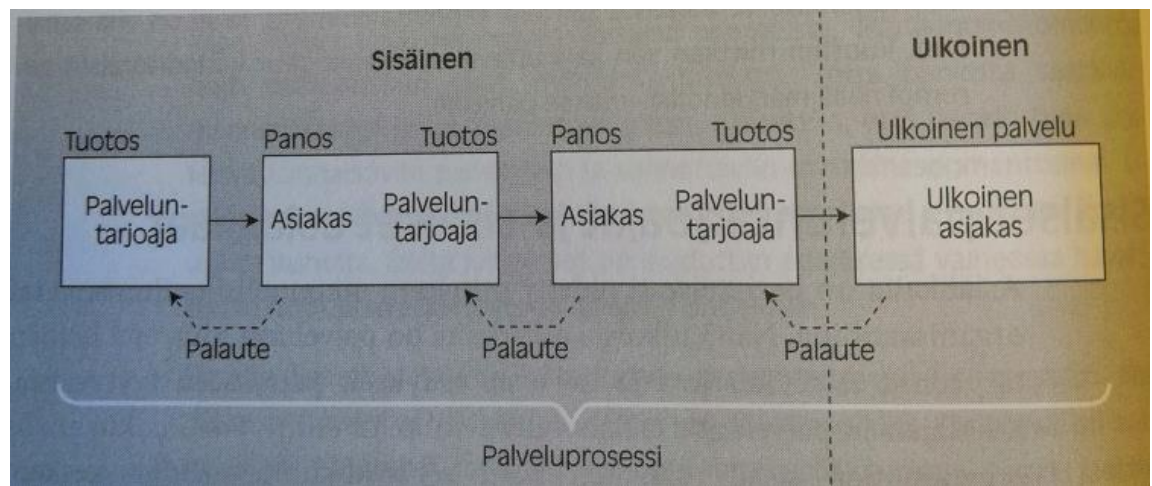 Sisäinen
Ulkoinen
Tuotos
Panos
Tuotos
Panos
Tuotos
Ulkoinen palvelu
Palvelun-
tarjoaja
Asiakas
Palvelun-
tarjoaja
Asiakas
Palvelun-
tarjoaja
Ulkoinen
asiakas
Palaute
Palaute
Palaute
Palveluprosessi